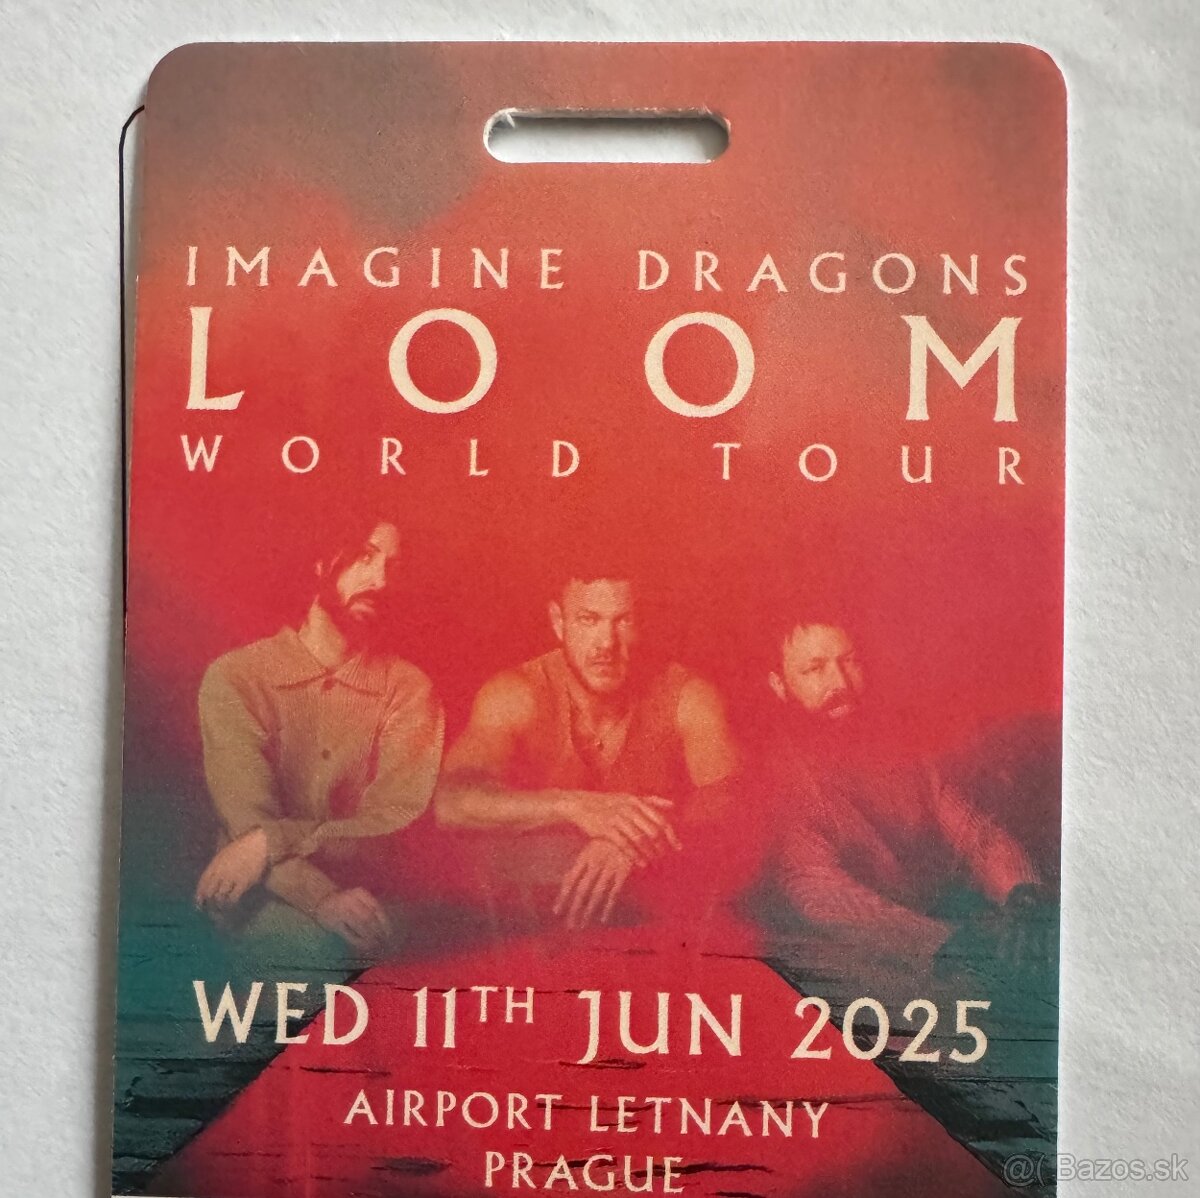 IMAGINE DRAGONS
LOOM
WORLD TOUR
WED 11TH JUN 2025
AIRPORT LETNANY
PRAGUE
@( Bazos.sk